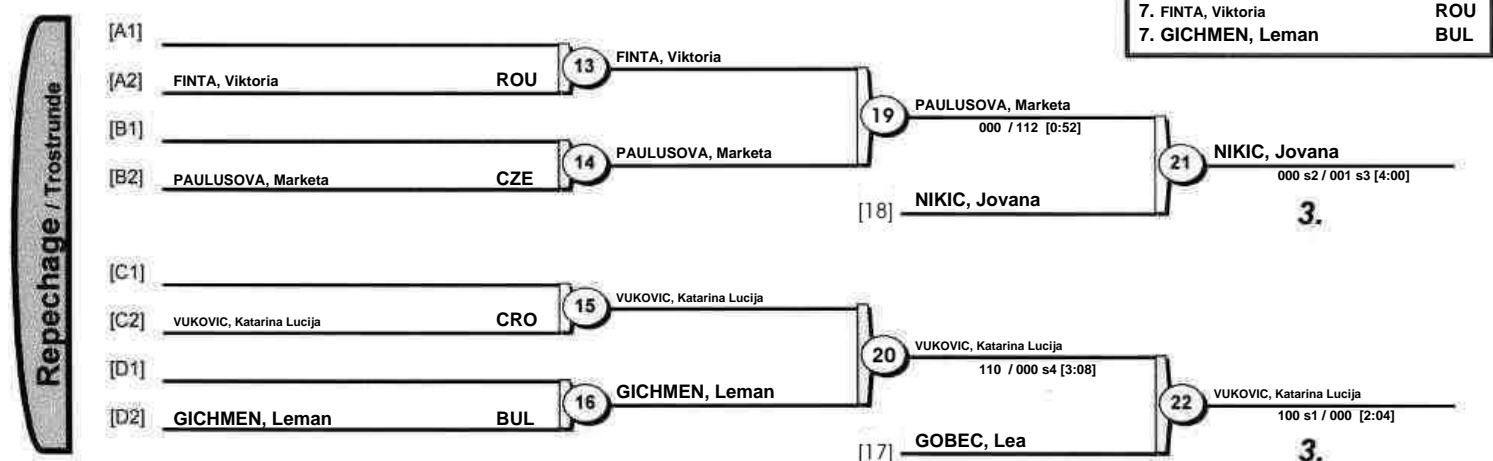 7. FINTA, Viktoria ROU
7. GICHMEN, Leman BUL
Repechage / Trostrunde
[A1]
[A2] FINTA, Viktoria ROU
13 FINTA, Viktoria
[B1]
[B2] PAULUSOVA, Marketa CZE
14 PAULUSOVA, Marketa
19 PAULUSOVA, Marketa
000 / 112 [0:52]
[18] NIKIC, Jovana
21 NIKIC, Jovana
000 s2 / 001 s3 [4:00]
3.
[C1]
[C2] VUKOVIC, Katarina Lucija CRO
15 VUKOVIC, Katarina Lucija
[D1]
[D2] GICHMEN, Leman BUL
16 GICHMEN, Leman
20 VUKOVIC, Katarina Lucija
110 / 000 s4 [3:08]
[17] GOBEC, Lea
22 VUKOVIC, Katarina Lucija
100 s1 / 000 [2:04]
3.